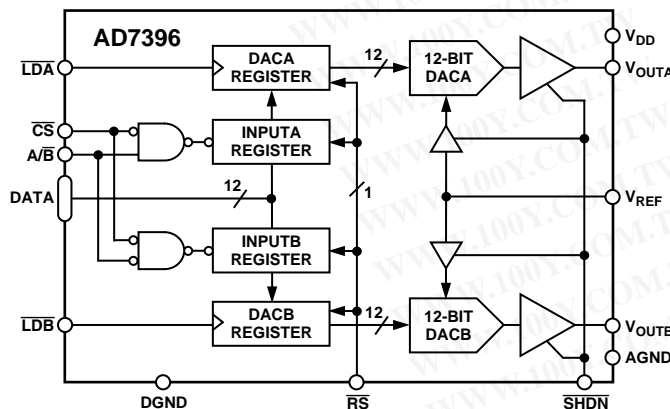 AD7396
LDA
CS
A/B
DATA
LDB
DACA
REGISTER
INPUTA
REGISTER
INPUTB
REGISTER
DACB
REGISTER
12
12
1
12
12-BIT
DACA
12-BIT
DACB
VDD
VOUTA
VREF
VOUTB
AGND
DGND
RS
SHDN
WWW.100Y.COM.TW